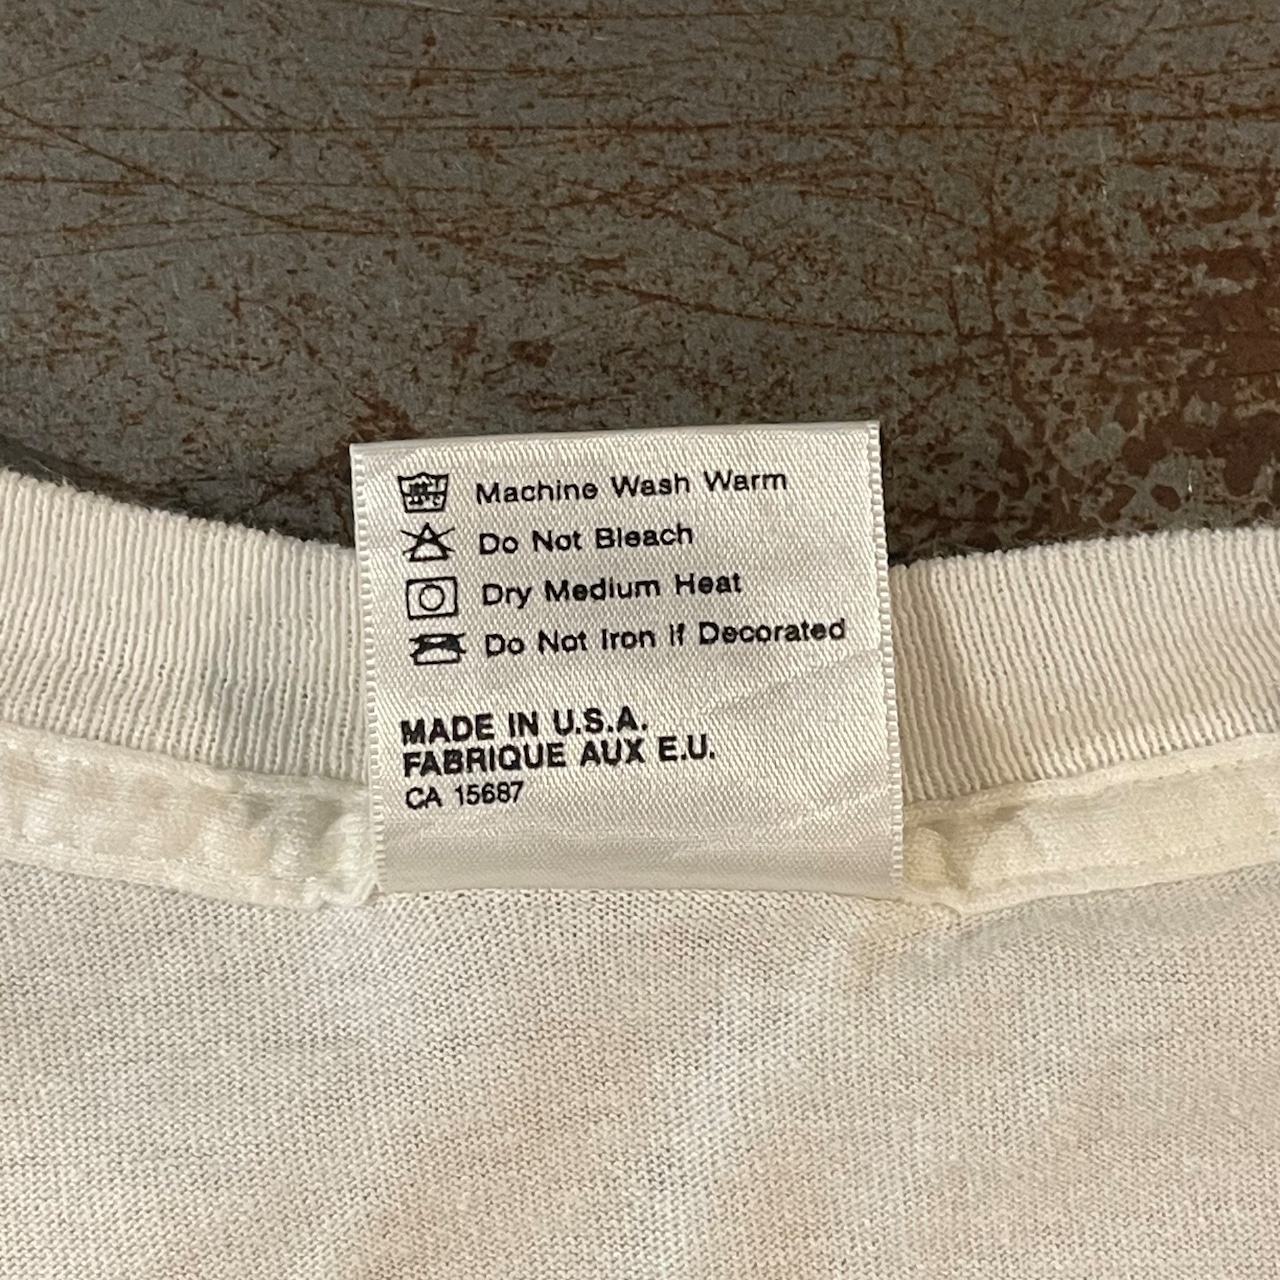 Machine Wash Warm
Do Not Bleach
Dry Medium Heat
Do Not Iron if Decorated
MADE IN U.S.A.
FABRIQUE AUX E.U.
CA 15687